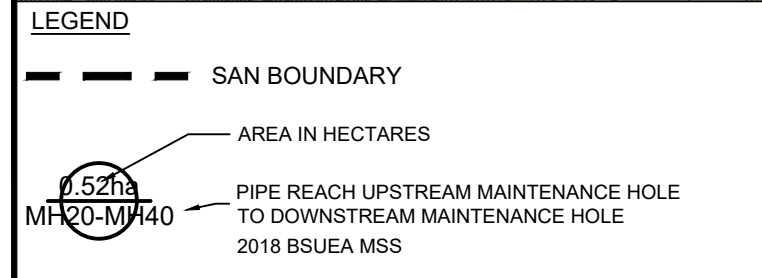 LEGEND
SAN BOUNDARY
AREA IN HECTARES
0.52ha
MH20-MH40
PIPE REACH UPSTREAM MAINTENANCE HOLE
TO DOWNSTREAM MAINTENANCE HOLE
2018 BSUEA MSS